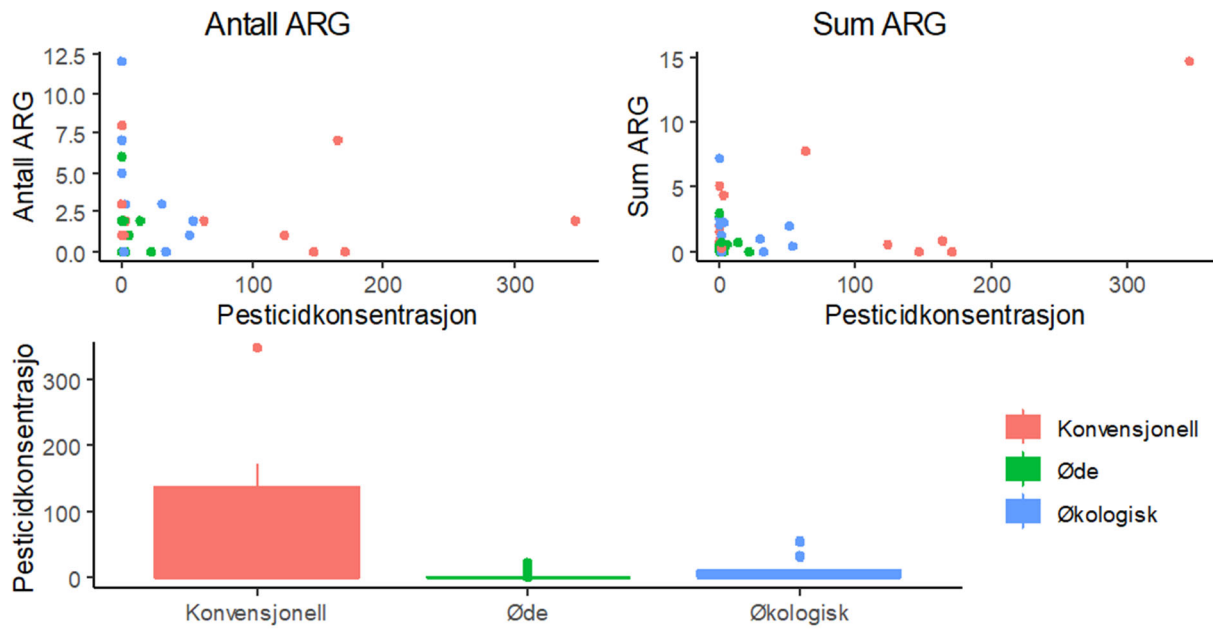 Antall ARG
Antall ARG
12.5
10.0
7.5
5.0
2.5
0.0
0
100
200
300
Pesticidkonsentrasjon
Sum ARG
Sum ARG
15
10
5
0
0
100
200
300
Pesticidkonsentrasjon
Pesticidkonsentrasjo
300
200
100
0
Konvensjonell
Øde
Økologisk
Konvensjonell
Øde
Økologisk